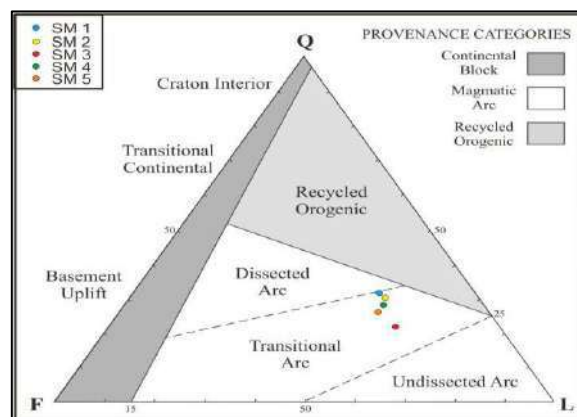 SM 1
SM 2
SM 3
SM 4
SM 5
Q
PROVENANCE CATEGORIES
Craton Interior
Continental
Block
Magmatic
Arc
Transitional
Continental
Recycled
Orogenic
Recycled
Orogenic
50
50
Dissected
Arc
Basement
Uplift
25
Transitional
Arc
Undissected Arc
F
15
50
L